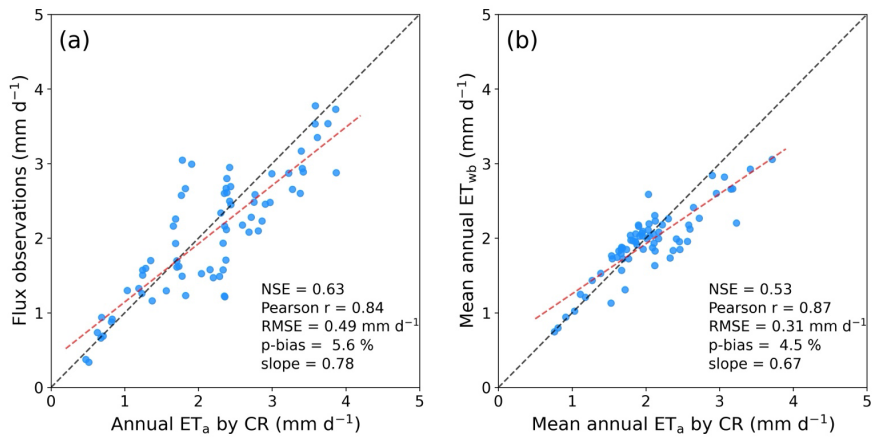 (a)
Flux observations (mm d⁻¹)
5
4
3
2
1
0
NSE = 0.63
Pearson r = 0.84
RMSE = 0.49 mm d⁻¹
p-bias = 5.6 %
slope = 0.78
0 1 2 3 4 5
Annual ETₐ by CR (mm d⁻¹)
(b)
Mean annual ET_wb (mm d⁻¹)
5
4
3
2
1
0
NSE = 0.53
Pearson r = 0.87
RMSE = 0.31 mm d⁻¹
p-bias = 4.5 %
slope = 0.67
0 1 2 3 4 5
Mean annual ETₐ by CR (mm d⁻¹)